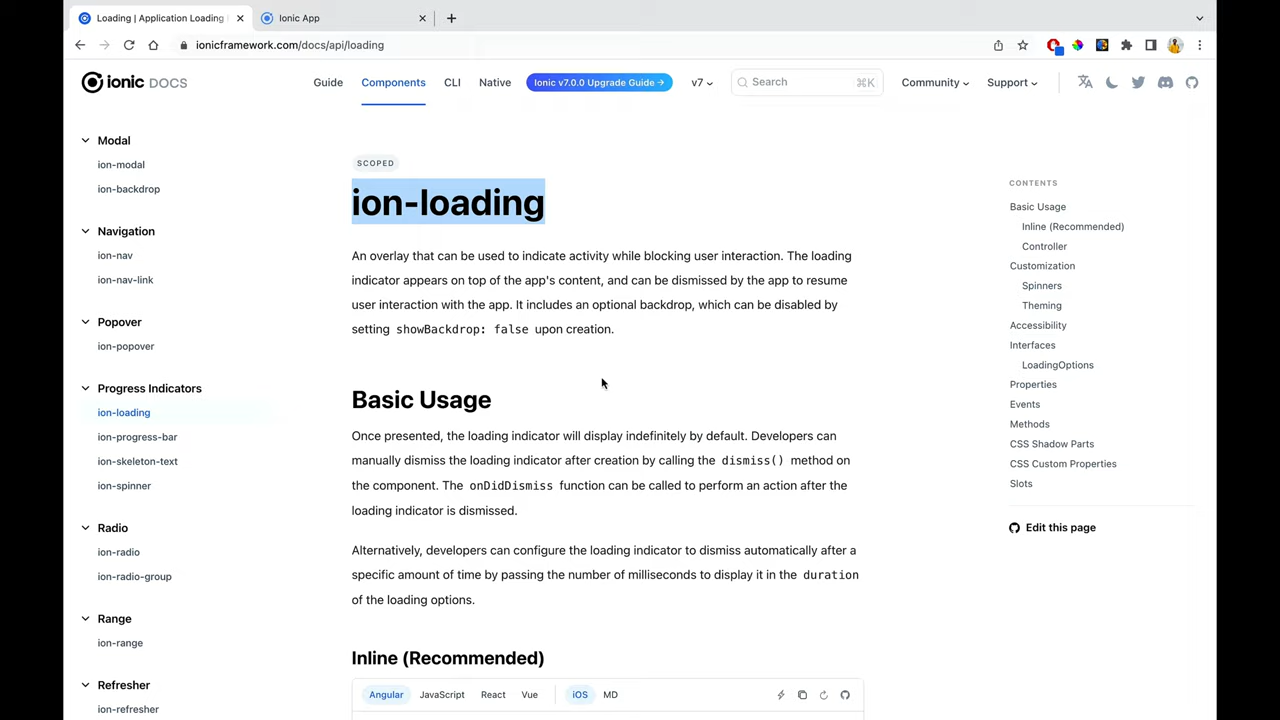 Loading | Application Loading
Ionic App
ionicframework.com/docs/api/loading
ionic DOCS
Guide
Components
CLI
Native
Ionic v7.0.0 Upgrade Guide →
v7
Search
⌘K
Community
Support
Modal
ion-modal
ion-backdrop
Navigation
ion-nav
ion-nav-link
Popover
ion-popover
Progress Indicators
ion-loading
ion-progress-bar
ion-skeleton-text
ion-spinner
Radio
ion-radio
ion-radio-group
Range
ion-range
Refresher
ion-refresher
SCOPED
ion-loading
An overlay that can be used to indicate activity while blocking user interaction. The loading
indicator appears on top of the app's content, and can be dismissed by the app to resume
user interaction with the app. It includes an optional backdrop, which can be disabled by
setting showBackdrop: false upon creation.
Basic Usage
Once presented, the loading indicator will display indefinitely by default. Developers can
manually dismiss the loading indicator after creation by calling the dismiss() method on
the component. The onDidDismiss function can be called to perform an action after the
loading indicator is dismissed.
Alternatively, developers can configure the loading indicator to dismiss automatically after a
specific amount of time by passing the number of milliseconds to display it in the duration
of the loading options.
Inline (Recommended)
Angular
JavaScript
React
Vue
iOS
MD
CONTENTS
Basic Usage
Inline (Recommended)
Controller
Customization
Spinners
Theming
Accessibility
Interfaces
LoadingOptions
Properties
Events
Methods
CSS Shadow Parts
CSS Custom Properties
Slots
Edit this page